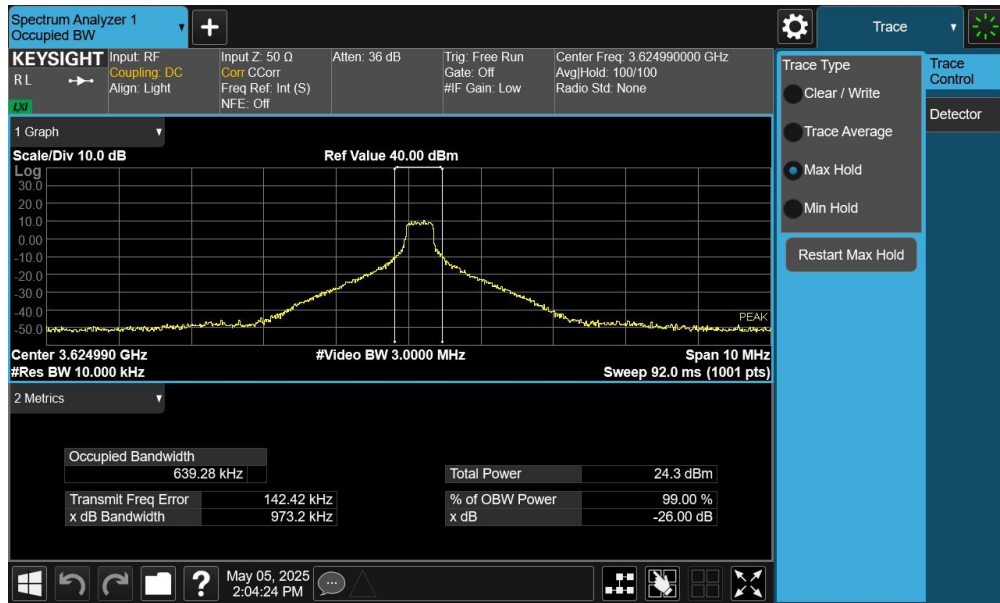 Spectrum Analyzer 1
Occupied BW
+
Trace
KEYSIGHT
R L
LXI
Input: RF
Coupling: DC
Align: Light
Input Z: 50 Ω
Corr CCorr
Freq Ref: Int (S)
NFE: Off
Atten: 36 dB
Trig: Free Run
Gate: Off
#IF Gain: Low
Center Freq: 3.624990000 GHz
Avg|Hold: 100/100
Radio Std: None
Trace Type
Clear / Write
Trace Average
Max Hold
Min Hold
Restart Max Hold
Trace
Control
Detector
1 Graph
Scale/Div 10.0 dB
Ref Value 40.00 dBm
Log
30.0
20.0
10.0
0.00
-10.0
-20.0
-30.0
-40.0
-50.0
PEAK
Center 3.624990 GHz
#Video BW 3.0000 MHz
Span 10 MHz
#Res BW 10.000 kHz
Sweep 92.0 ms (1001 pts)
2 Metrics
Occupied Bandwidth
639.28 kHz
Total Power 24.3 dBm
Transmit Freq Error 142.42 kHz
% of OBW Power 99.00 %
x dB Bandwidth 973.2 kHz
x dB -26.00 dB
?
May 05, 2025
2:04:24 PM